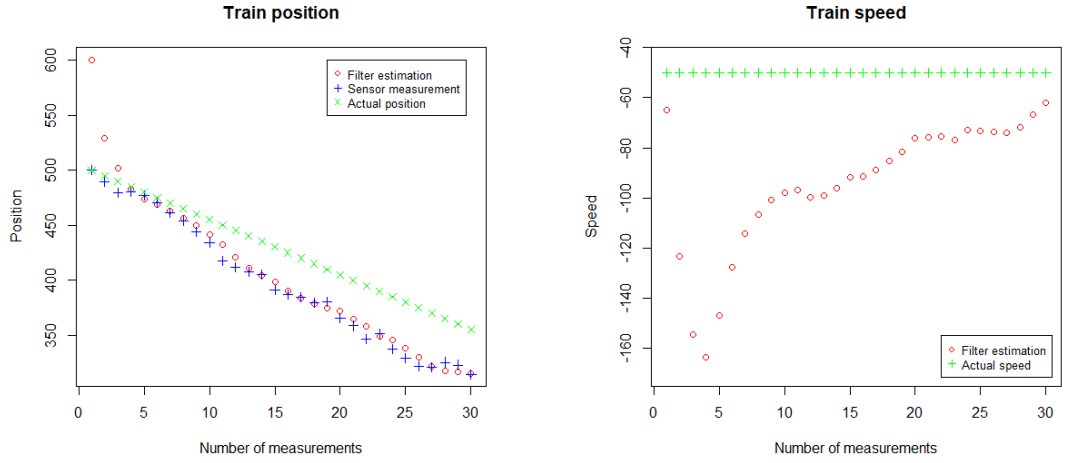 Train position
600
550
500
450
400
350
Position
Filter estimation
Sensor measurement
Actual position
0 5 10 15 20 25 30
Number of measurements
Train speed
-40
-60
-80
-100
-120
-140
-160
Speed
Filter estimation
Actual speed
0 5 10 15 20 25 30
Number of measurements